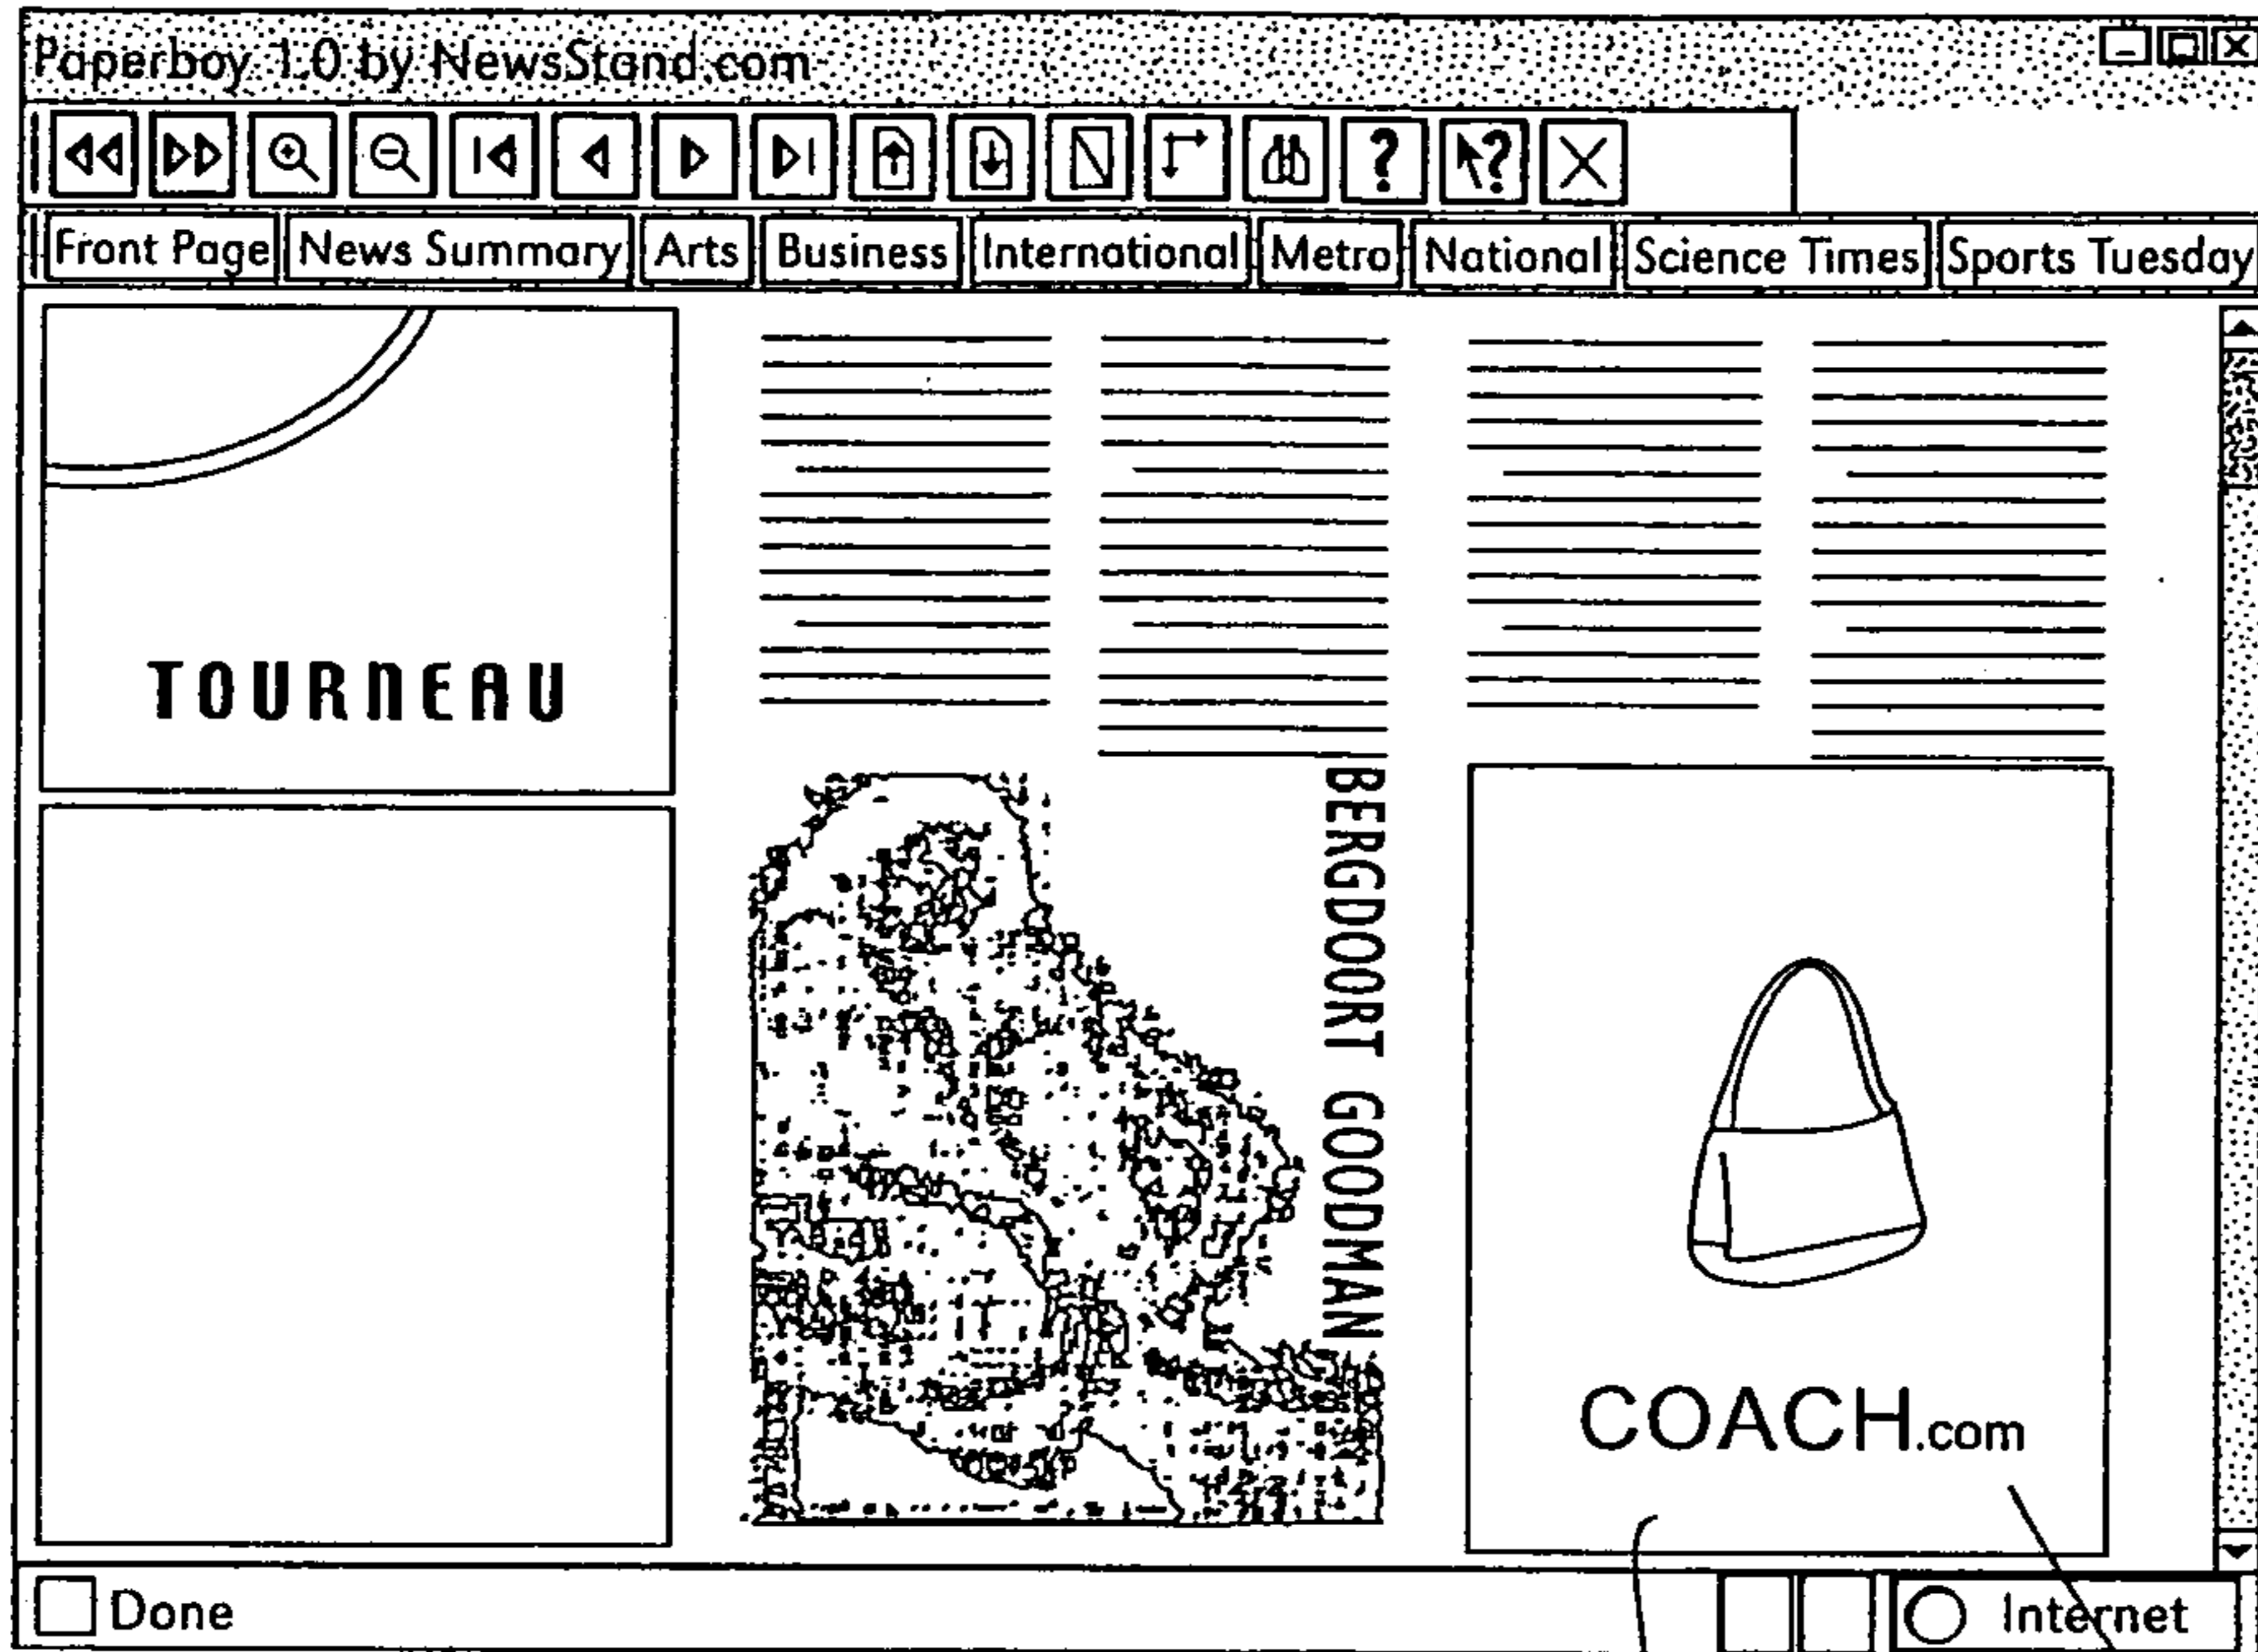 Paperboy 1.0 by NewsStand.com
Front Page News Summary Arts Business International Metro National Science Times Sports Tuesday
TOURNEAU
BERGDOORT GOODMAN
COACH.com
Done
Internet